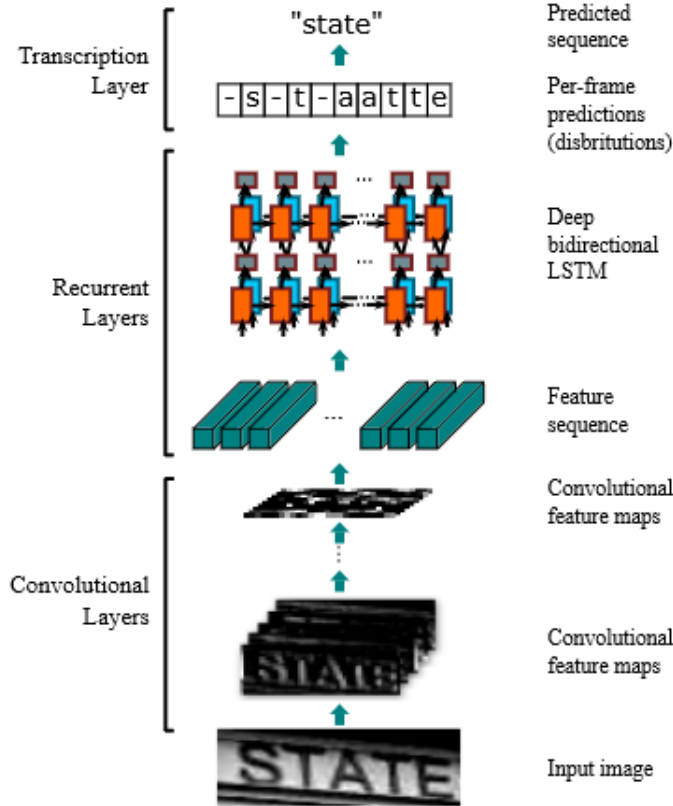 "state"
Predicted
sequence
Transcription
Layer
-s-t-aatte
Per-frame
predictions
(disbritutions)
...
...
Deep
bidirectional
LSTM
...
...
Recurrent
Layers
...
Feature
sequence
Convolutional
feature maps
Convolutional
Layers
STATE
Convolutional
feature maps
STATE
Input image